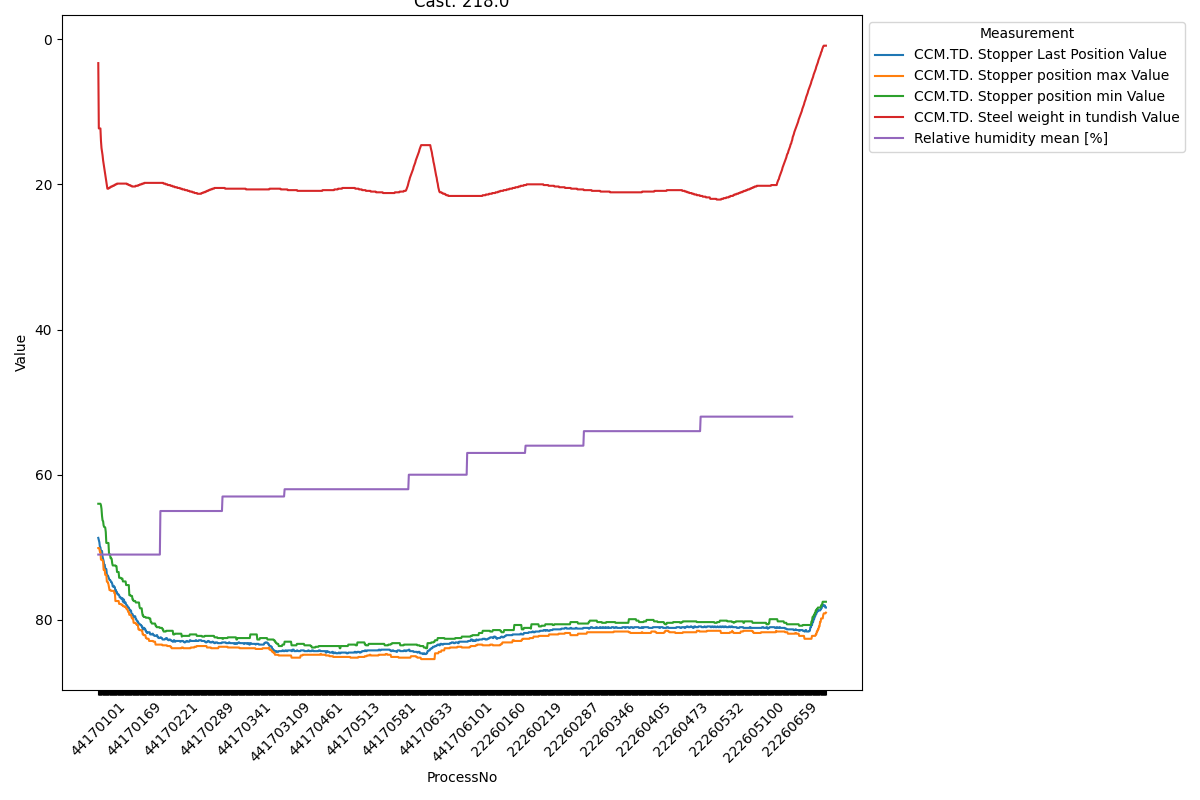 Cast: 218.0
Measurement
CCM.TD. Stopper Last Position Value
CCM.TD. Stopper position max Value
CCM.TD. Stopper position min Value
CCM.TD. Steel weight in tundish Value
Relative humidity mean [%]
0
20
40
60
80
Value
44170101
44170169
44170221
44170289
44170341
441703109
44170461
44170513
44170581
44170633
441706101
22260160
22260219
22260287
22260346
22260405
22260473
22260532
222605100
22260659
ProcessNo